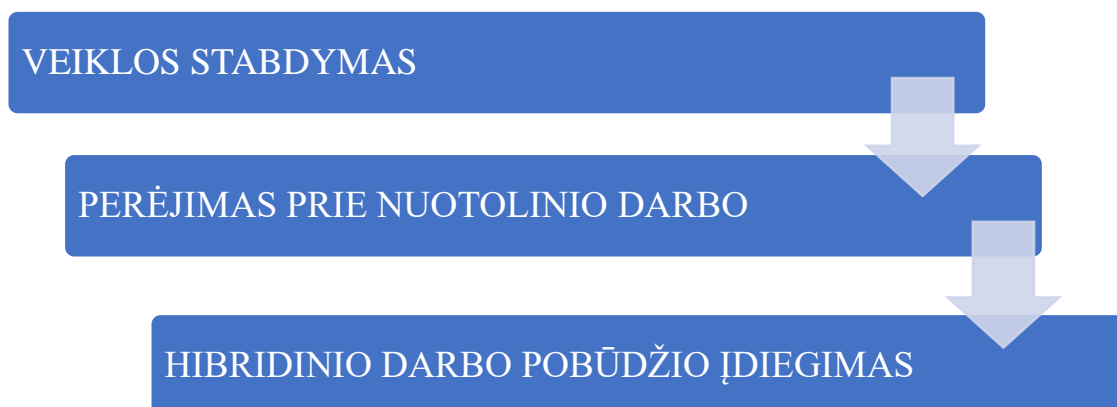 VEIKLOS STABDYMAS
PERĖJIMAS PRIE NUOTOLINIO DARBO
HIBRIDINIO DARBO POBŪDŽIO ĮDIEGIMAS